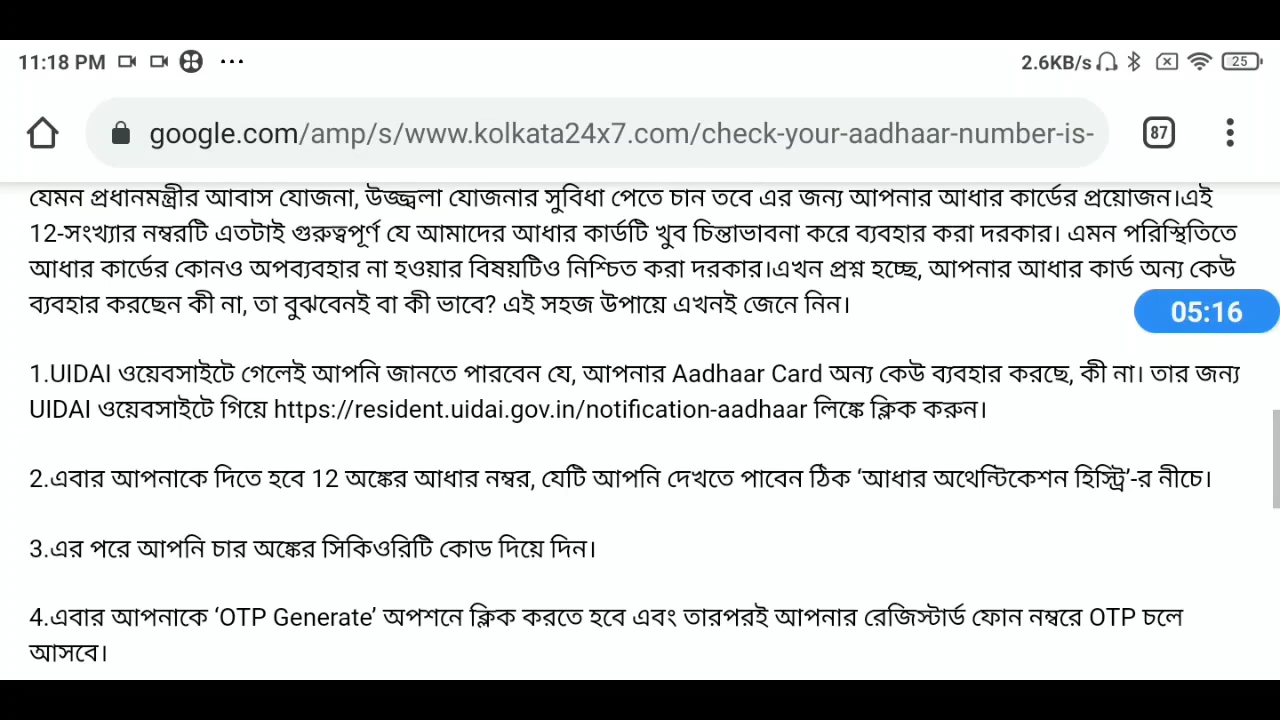 11:18 PM ... 2.6KB/s 25
google.com/amp/s/www.kolkata24x7.com/check-your-aadhaar-number-is- 87
যেমন প্রধানমন্ত্রীর আবাস যোজনা, উজ্জ্বলা যোজনার সুবিধা পেতে চান তবে এর জন্য আপনার আধার কার্ডের প্রয়োজন।এই
12-সংখ্যার নম্বরটি এতটাই গুরুত্বপূর্ণ যে আমাদের আধার কার্ডটি খুব চিন্তাভাবনা করে ব্যবহার করা দরকার। এমন পরিস্থিতিতে
আধার কার্ডের কোনও অপব্যবহার না হওয়ার বিষয়টিও নিশ্চিত করা দরকার।এখন প্রশ্ন হচ্ছে, আপনার আধার কার্ড অন্য কেউ
ব্যবহার করছেন কী না, তা বুঝবেনই বা কী ভাবে? এই সহজ উপায়ে এখনই জেনে নিন।
05:16
1.UIDAI ওয়েবসাইটে গেলেই আপনি জানতে পারবেন যে, আপনার Aadhaar Card অন্য কেউ ব্যবহার করছে, কী না। তার জন্য
UIDAI ওয়েবসাইটে গিয়ে https://resident.uidai.gov.in/notification-aadhaar লিঙ্কে ক্লিক করুন।
2.এবার আপনাকে দিতে হবে 12 অঙ্কের আধার নম্বর, যেটি আপনি দেখতে পাবেন ঠিক ‘আধার অথেন্টিকেশন হিস্ট্রি’-র নীচে।
3.এর পরে আপনি চার অঙ্কের সিকিওরিটি কোড দিয়ে দিন।
4.এবার আপনাকে ‘OTP Generate’ অপশনে ক্লিক করতে হবে এবং তারপরই আপনার রেজিস্টার্ড ফোন নম্বরে OTP চলে
আসবে।